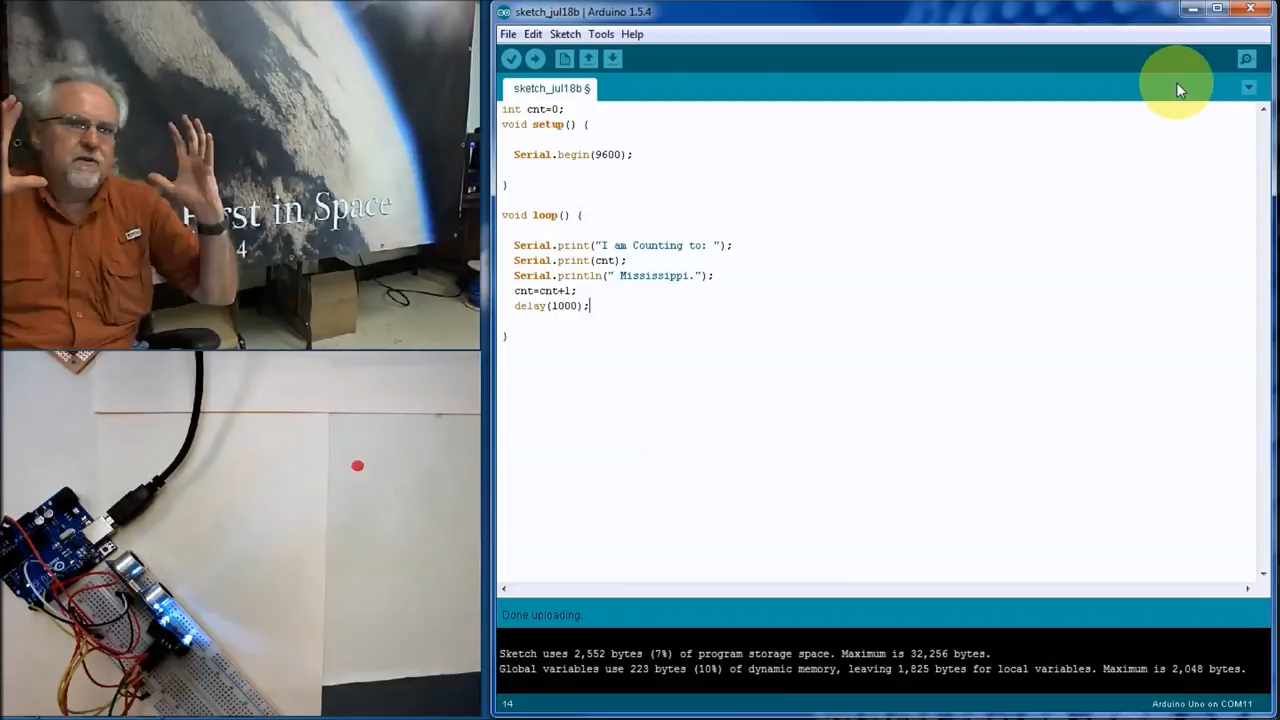 First in Space
4
sketch_jul18b | Arduino 1.5.4
File Edit Sketch Tools Help
sketch_jul18b §
int cnt=0;
void setup() {
Serial.begin(9600);
}
void loop() {
Serial.print("I am Counting to: ");
Serial.print(cnt);
Serial.println(" Mississippi.");
cnt=cnt+1;
delay(1000);
}
Done uploading.
Sketch uses 2,552 bytes (7%) of program storage space. Maximum is 32,256 bytes.
Global variables use 223 bytes (10%) of dynamic memory, leaving 1,825 bytes for local variables. Maximum is 2,048 bytes.
14
Arduino Uno on COM11